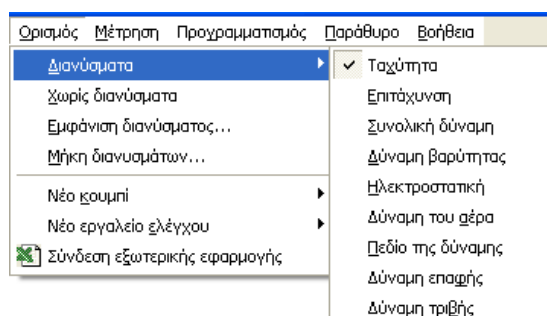 Ορισμός Μέτρηση Προγραμματισμός Παράθυρο Βοήθεια
Διανύσματα
Χωρίς διανύσματα
Εμφάνιση διανύσματος...
Μήκη διανυσμάτων...
Νέο κουμπί
Νέο εργαλείο ελέγχου
Σύνδεση εξωτερικής εφαρμογής
Ταχύτητα
Επιτάχυνση
Συνολική δύναμη
Δύναμη βαρύτητας
Ηλεκτροστατική
Δύναμη του αέρα
Πεδίο της δύναμης
Δύναμη επαφής
Δύναμη τριβής